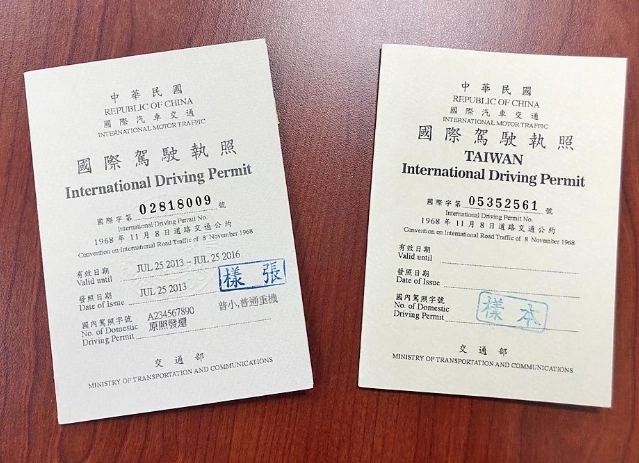 中華民國
REPUBLIC OF CHINA
國際汽車交通
INTERNATIONAL MOTOR TRAFFIC
國際駕駛執照
International Driving Permit
國際字第 02818009 號
International Driving Permit No.
1968 年 11 月 8 日道路交通公約
Convention on International Road Traffic of 8 November 1968
有效日期 JUL 25 2013 – JUL 25 2016
Valid until
樣張
發照日期 JUL 25 2013
Date of Issue
國內駕照字號 A234567890 普小,普通重機
No. of Domestic 原照發還
Driving Permit
交通部
MINISTRY OF TRANSPORTATION AND COMMUNICATIONS
中華民國
REPUBLIC OF CHINA
國際汽車交通
INTERNATIONAL MOTOR TRAFFIC
國際駕駛執照
TAIWAN
International Driving Permit
國際字第 05352561 號
International Driving Permit No.
1968 年 11 月 8 日道路交通公約
Convention on International Road Traffic of 8 November 1968
有效日期
Valid until
發照日期
Date of Issue
國內駕照字號
No. of Domestic
Driving Permit
樣本
交通部
MINISTRY OF TRANSPORTATION AND COMMUNICATIONS